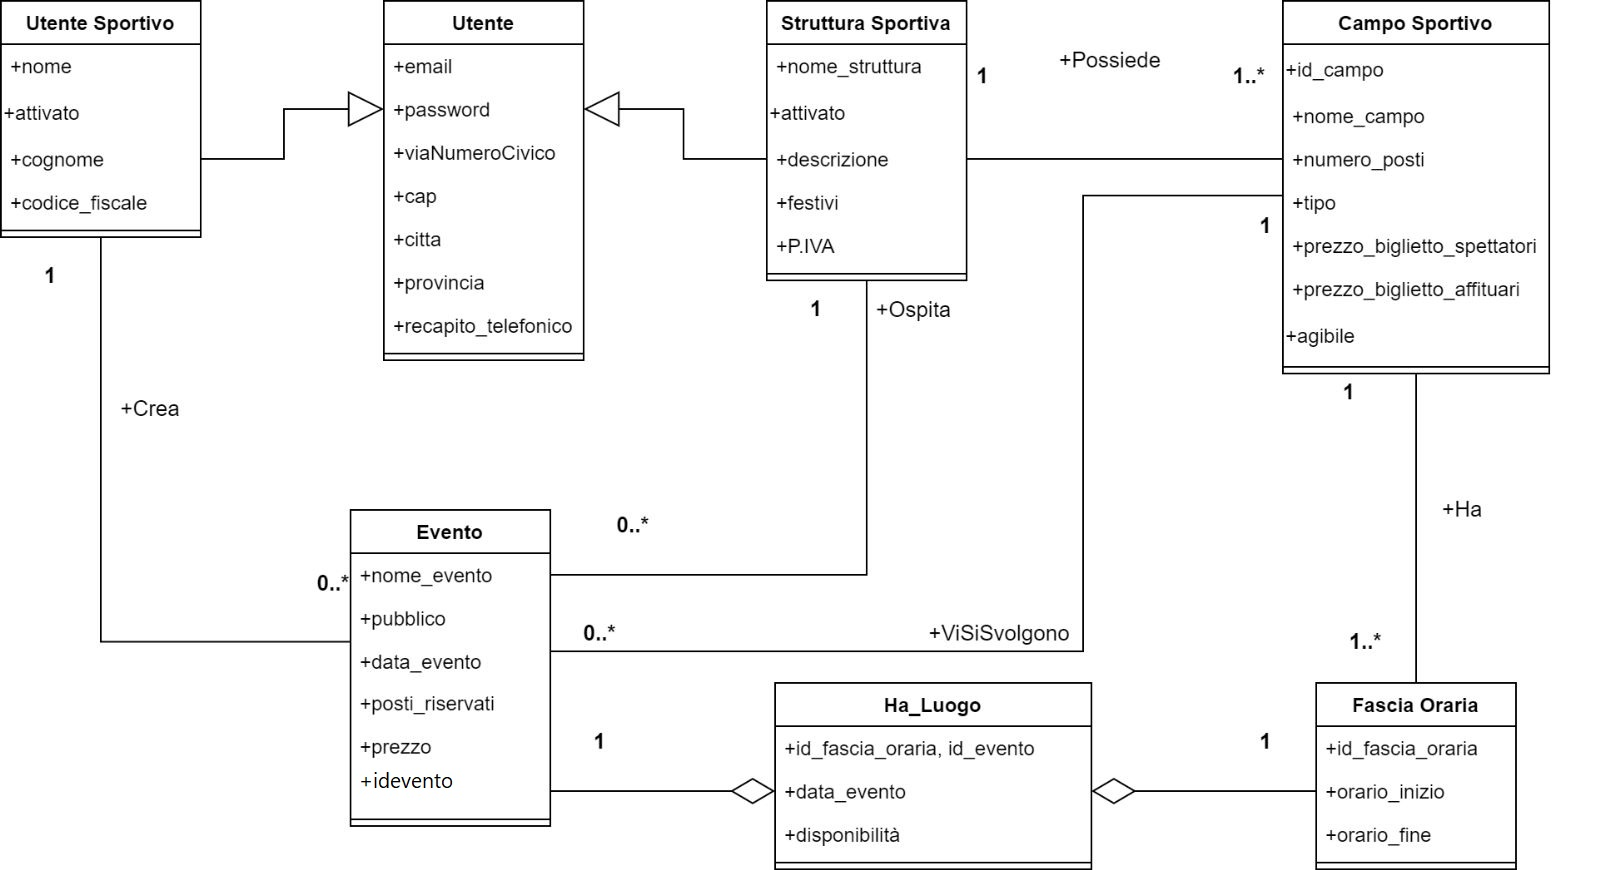 Utente Sportivo
+nome
+attivato
+cognome
+codice_fiscale
1
Utente
+email
+password
+viaNumeroCivico
+cap
+citta
+provincia
+recapito_telefonico
Struttura Sportiva
+nome_struttura
+attivato
+descrizione
+festivi
+P.IVA
1
+Possiede
1..*
1
+Ospita
Campo Sportivo
+id_campo
+nome_campo
+numero_posti
+tipo
+prezzo_biglietto_spettatori
+prezzo_biglietto_affituari
+agibile
1
1
+Crea
+Ha
0..*
0..*
Evento
+nome_evento
+pubblico
+data_evento
+posti_riservati
+prezzo
+idevento
0..*
+ViSiSvolgono
1..*
1
Ha_Luogo
+id_fascia_oraria, id_evento
+data_evento
+disponibilità
1
Fascia Oraria
+id_fascia_oraria
+orario_inizio
+orario_fine